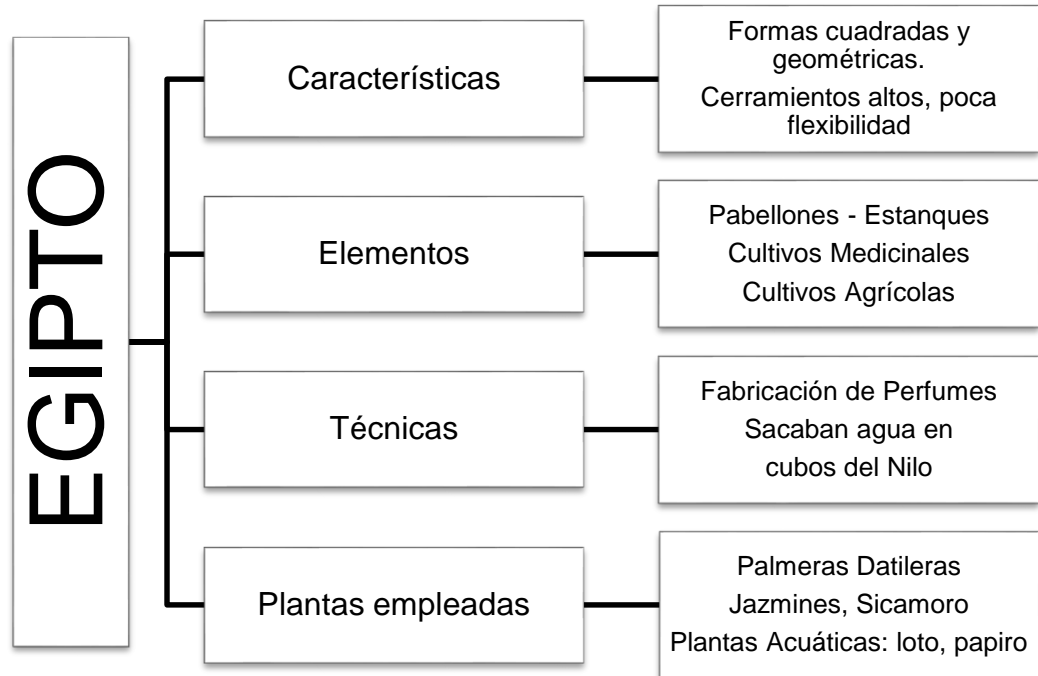 EGIPTO
Característícas
Formas cuadradas y
geométricas.
Cerramientos altos, poca
flexibilidad
Elementos
Pabellones - Estanques
Cultivos Medicinales
Cultivos Agrícolas
Técnicas
Fabricación de Perfumes
Sacaban agua en
cubos del Nilo
Plantas empleadas
Palmeras Datileras
Jazmines, Sicamoro
Plantas Acuáticas: loto, papiro